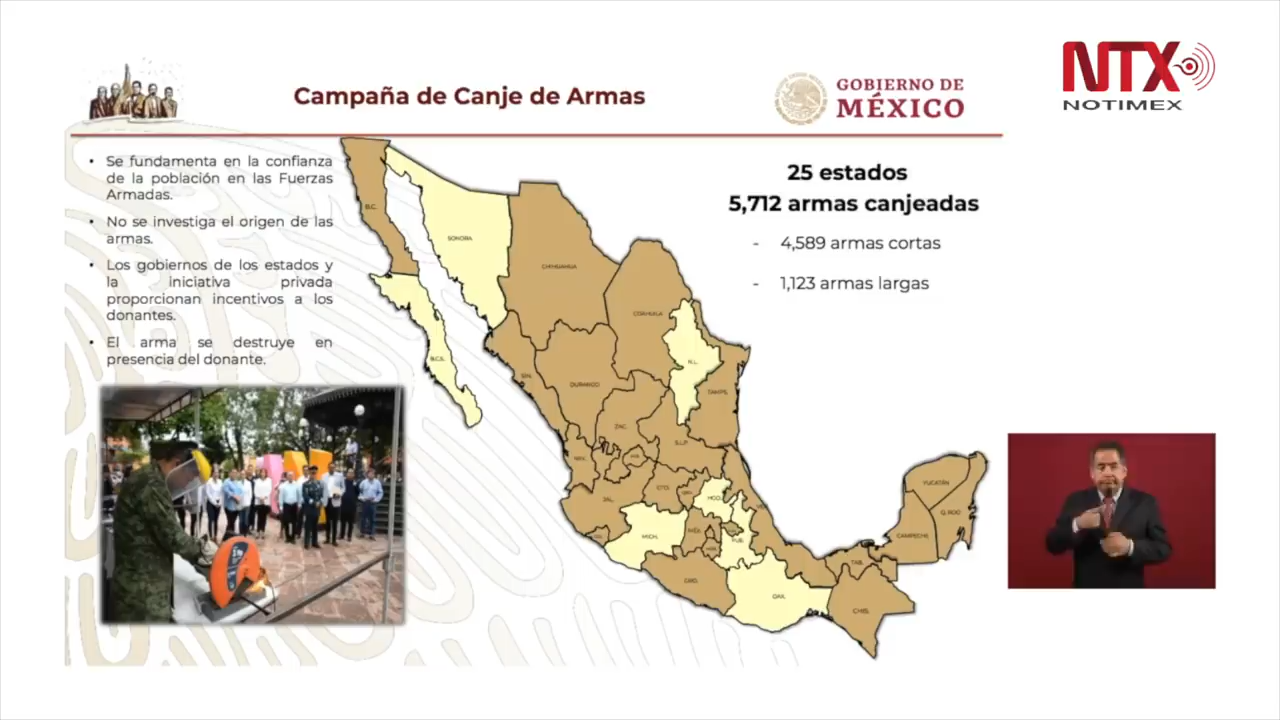 NTX
NOTIMEX
Campaña de Canje de Armas
GOBIERNO DE
MÉXICO
• Se fundamenta en la confianza
de la población en las Fuerzas
Armadas.
• No se investiga el origen de las
armas.
• Los gobiernos de los estados y
la iniciativa privada
proporcionan incentivos a los
donantes.
• El arma se destruye en
presencia del donante.
25 estados
5,712 armas canjeadas
- 4,589 armas cortas
- 1,123 armas largas
B.C.
SONORA
CHIHUAHUA
COAHUILA
B.C.S.
N.L.
SIN.
DURANGO
TAMPS.
ZAC.
S.L.P.
NAY.
JAL.
GTO.
HGO.
MICH.
MEX.
PUE.
GRO.
OAX.
TAB.
CHIS.
CAMPECHE
YUCATÁN
Q. ROO